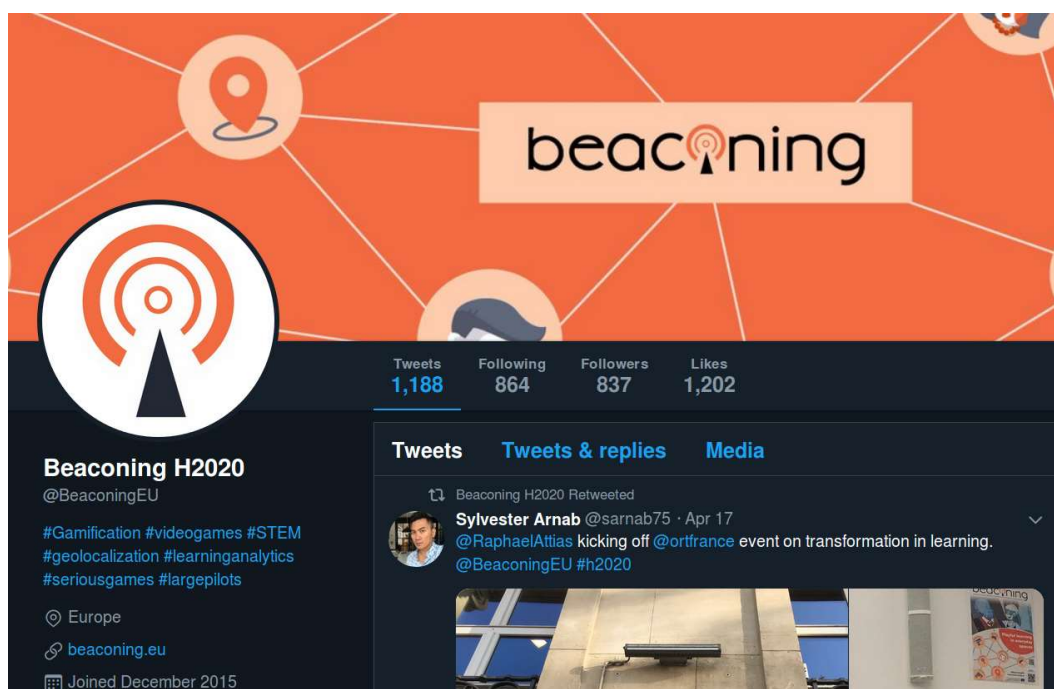 beaconing
Tweets Following Followers Likes
1,188 864 837 1,202
Beaconing H2020
@BeaconingEU
#Gamification #videogames #STEM
#geolocalization #learninganalytics
#seriousgames #largepilots
Europe
beaconing.eu
Joined December 2015
Tweets Tweets & replies Media
Beaconing H2020 Retweeted
Sylvester Arnab @sarnab75 · Apr 17
@RaphaelAttias kicking off @ortfrance event on transformation in learning.
@BeaconingEU #h2020
beaconing